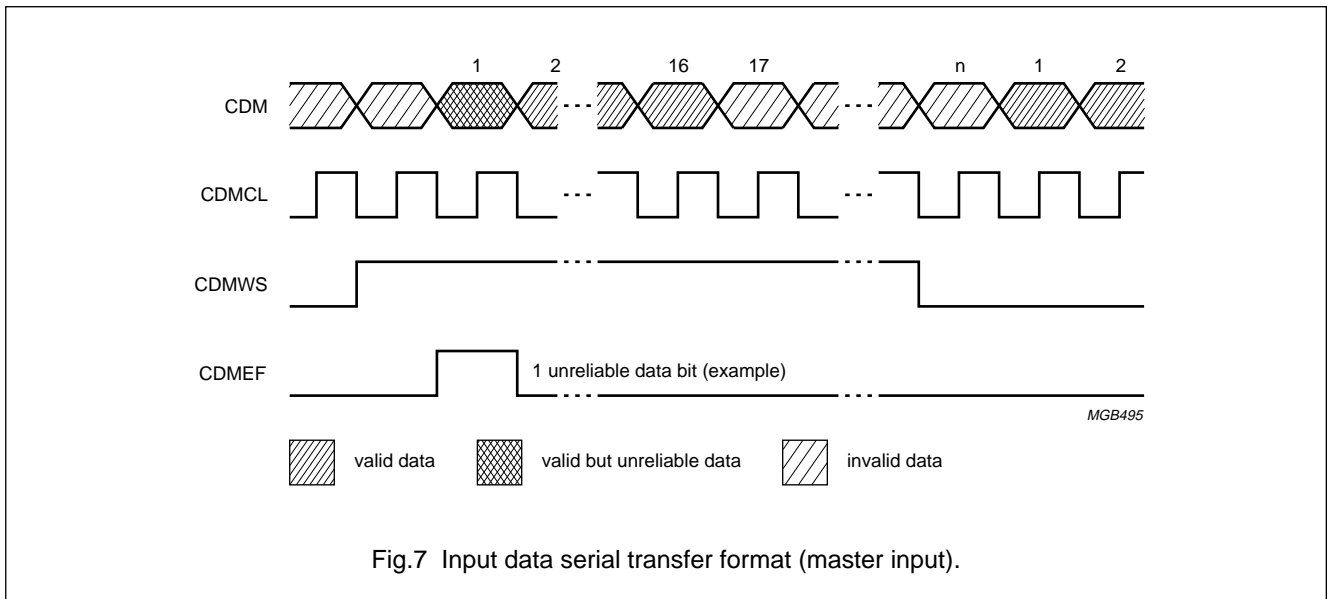 1 2 16 17 n 1 2
CDM
CDMCL
CDMWS
CDMEF
1 unreliable data bit (example)
MGB495
valid data
valid but unreliable data
invalid data
Fig.7 Input data serial transfer format (master input).